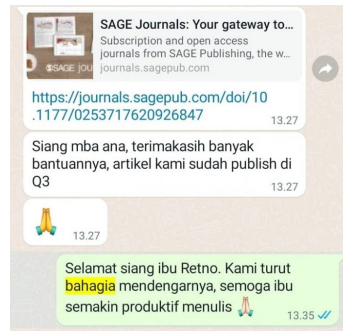 SAGE Journals: Your gateway to...
Subscription and open access
journals from SAGE Publishing, the w...
SAGE jou
journals.sagepub.com
https://journals.sagepub.com/doi/10
.1177/0253717620926847
13.27
Siang mba ana, terimakasih banyak
bantuannya, artikel kami sudah publish di
Q3
13.27
🙏
13.27
Selamat siang ibu Retno. Kami turut
bahagia mendengarnya, semoga ibu
semakin produktif menulis 🙏
13.35